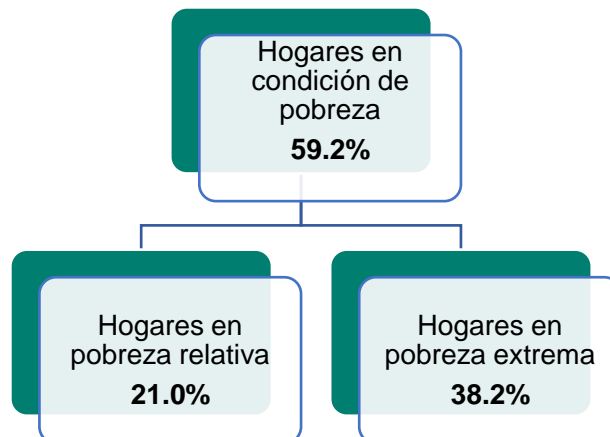 Hogares en
condición de
pobreza
59.2%
Hogares en
pobreza relativa
21.0%
Hogares en
pobreza extrema
38.2%